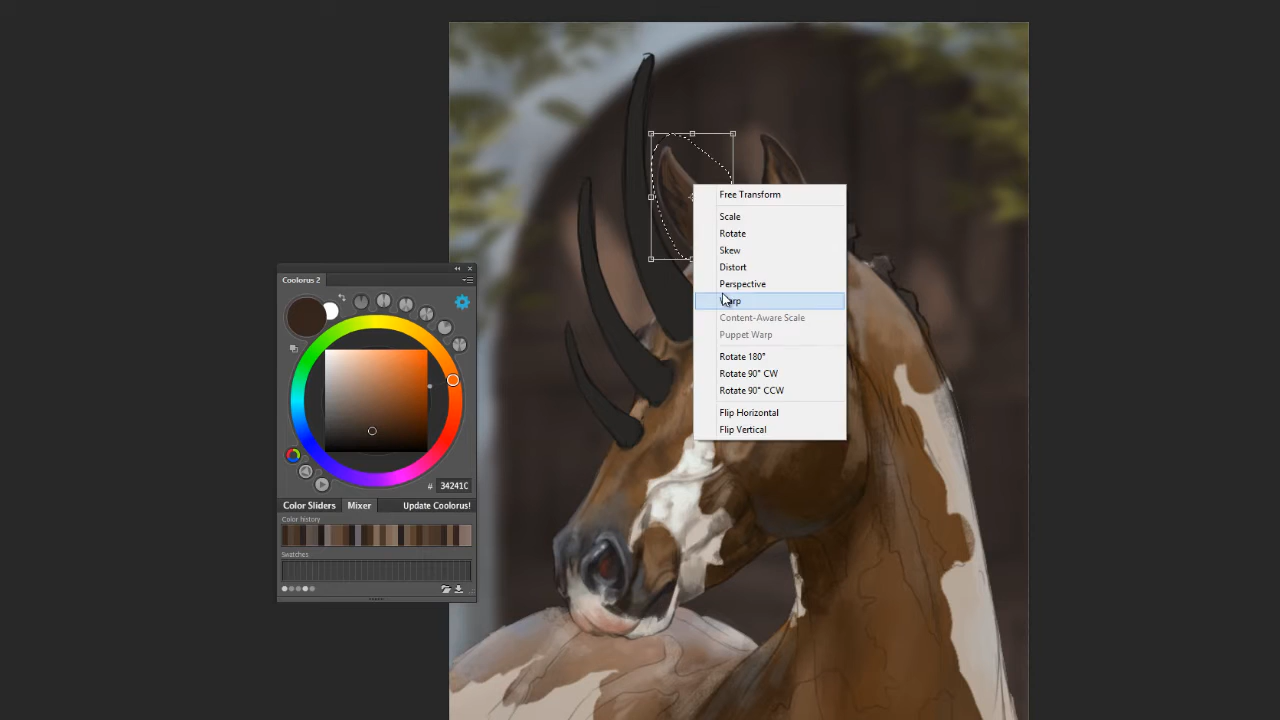 Coolorus 2
# 34241C
Color Sliders Mixer Update Coolorus!
Color history
Swatches
Free Transform
Scale
Rotate
Skew
Distort
Perspective
Warp
Content-Aware Scale
Puppet Warp
Rotate 180°
Rotate 90° CW
Rotate 90° CCW
Flip Horizontal
Flip Vertical